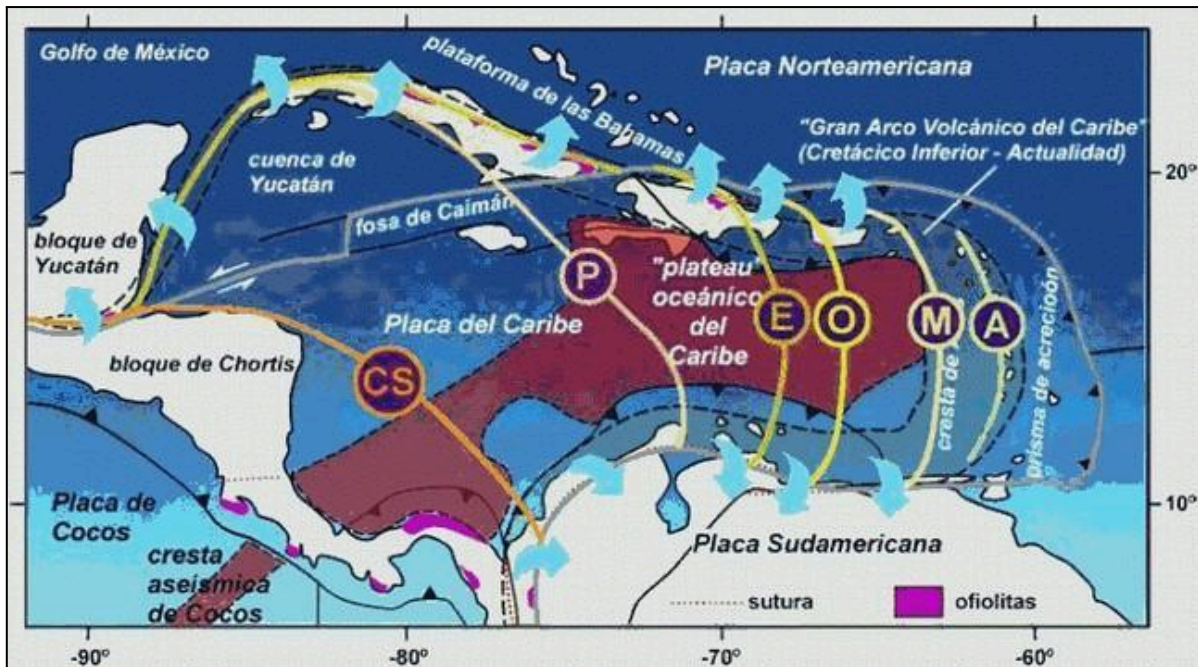 Golfo de México
plataforma de las Bahamas
Placa Norteamericana
"Gran Arco Volcánico del Caribe"
(Cretácico Inferior - Actualidad)
cuenca de
Yucatán
20°
fosa de Caimán
bloque de
Yucatán
P
"plateau"
oceánico
del
Caribe
E
O
M
A
Placa del Caribe
bloque de Chortis
CS
cresta de
prisma de acrecioón
Placa de
Cocos
10°
Placa Sudamericana
cresta
aseísmica
de Cocos
sutura
ofiolitas
-90°
-80°
-70°
-60°